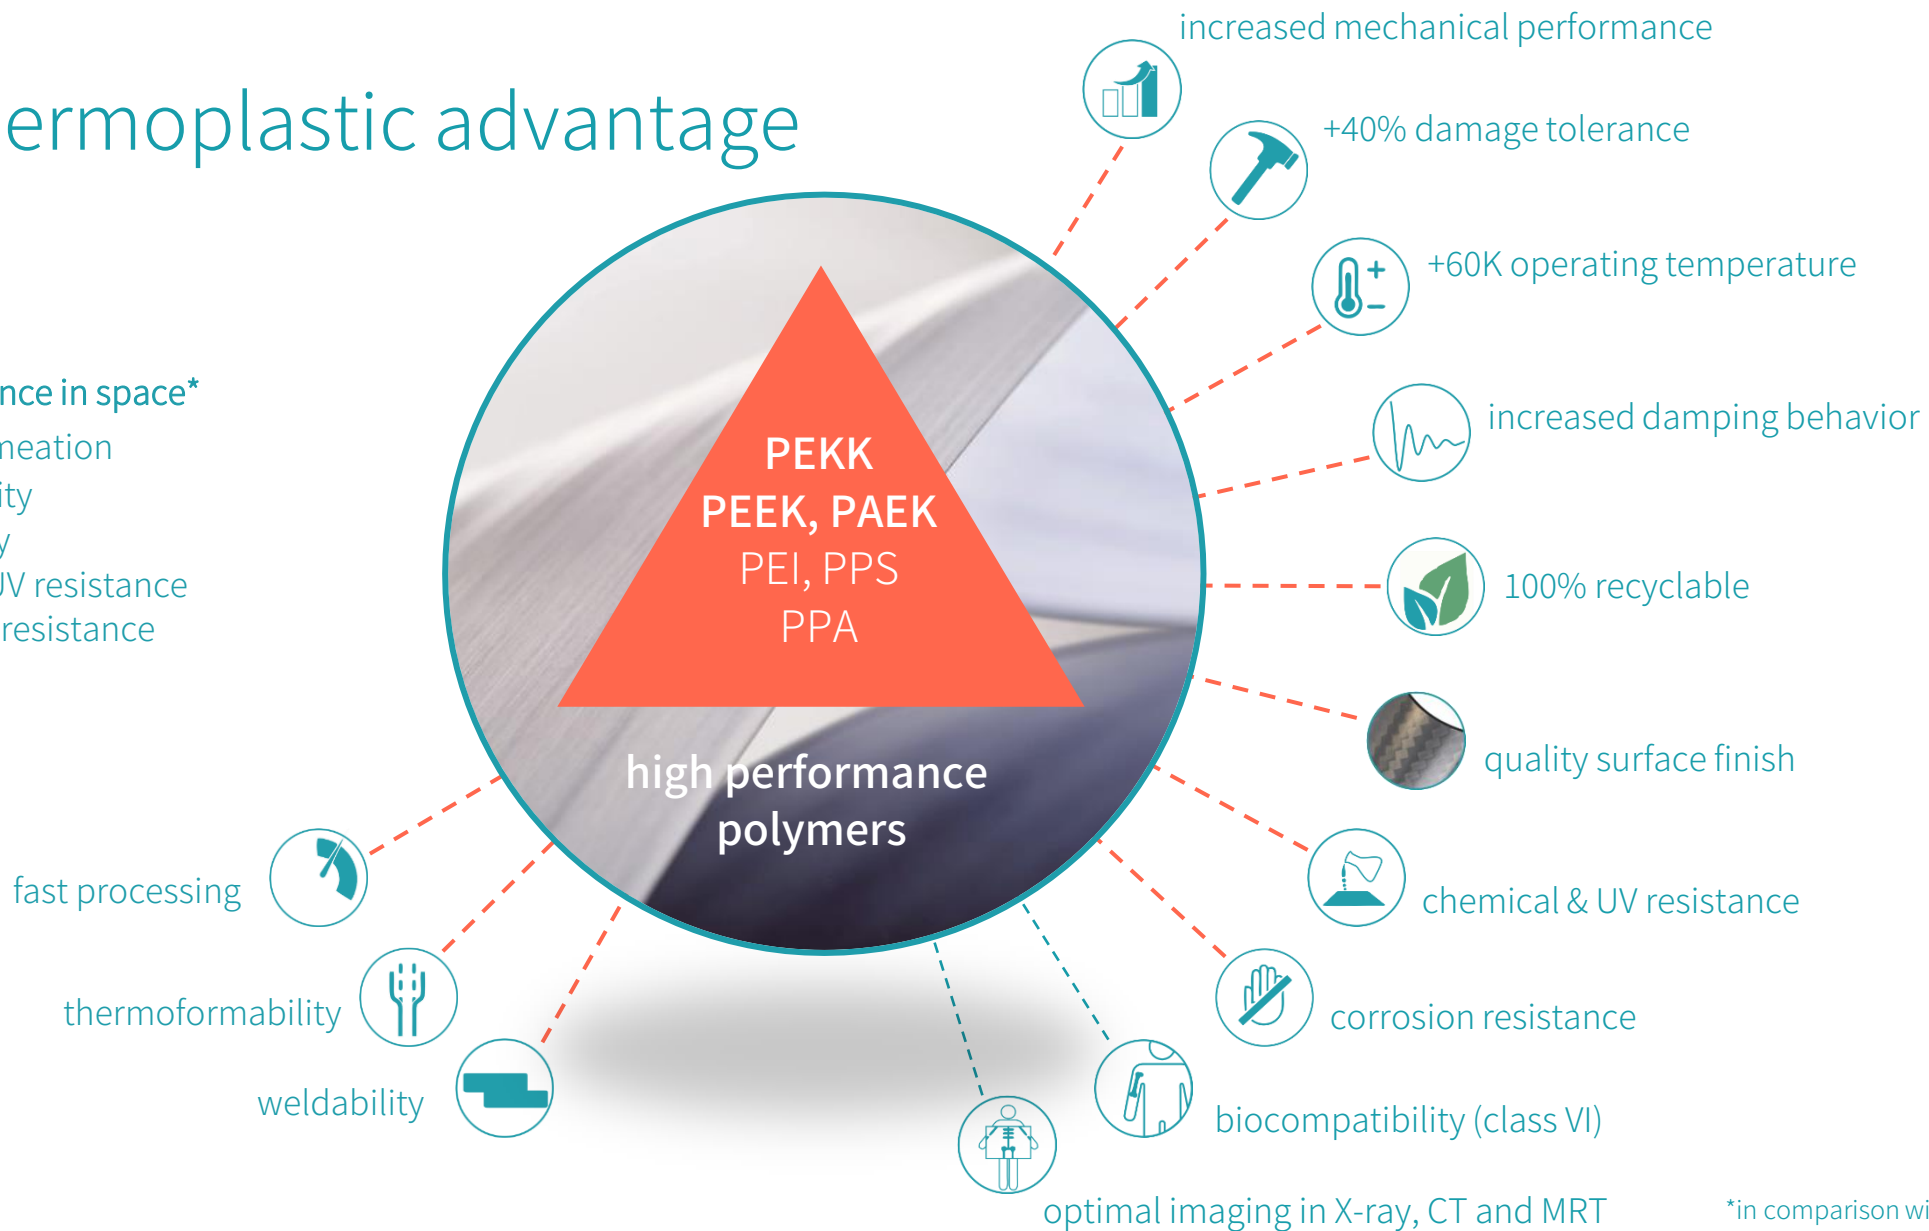 ermoplastic advantage
increased mechanical performance
+40% damage tolerance
+60K operating temperature
increased damping behavior
100% recyclable
quality surface finish
chemical & UV resistance
corrosion resistance
biocompatibility (class VI)
optimal imaging in X-ray, CT and MRT
nce in space*
meation
ity
y
UV resistance
resistance
PEKK
PEEK, PAEK
PEI, PPS
PPA
high performance
polymers
fast processing
thermoformability
weldability
*in comparison wi